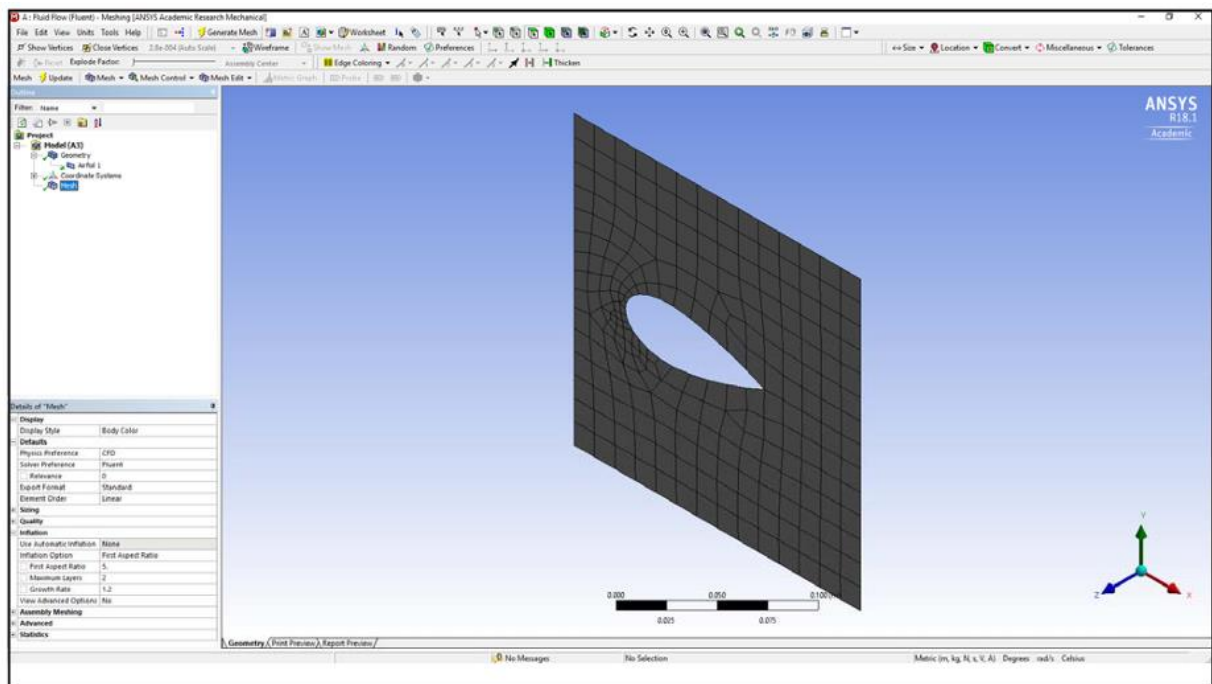 A : Fluid Flow (Fluent) - Meshing [ANSYS Academic Research Mechanical]
File Edit View Units Tools Help Generate Mesh Worksheet
Show Vertices Close Vertices 2.0e-004 (Auto Scale) Wireframe Show Mesh Random Preferences Size Location Convert Miscellaneous Tolerances
Reset Explode Factor: Assembly Center Edge Coloring Thicken
Mesh Update Mesh Mesh Control Mesh Edit Metric Graph Probe
Outline
Filter: Name
Project
Model (A3)
Geometry
Airfoil 1
Coordinate Systems
Mesh
ANSYS
R18.1
Academic
Details of "Mesh"
Display
Display Style Body Color
Defaults
Physics Preference CFD
Solver Preference Fluent
Relevance 0
Export Format Standard
Element Order Linear
Sizing
Quality
Inflation
Use Automatic Inflation None
Inflation Option First Aspect Ratio
First Aspect Ratio 5.
Maximum Layers 2
Growth Rate 1.2
View Advanced Options No
Assembly Meshing
Advanced
Statistics
0.000 0.050 0.100
0.025 0.075
Y
Z X
Geometry Print Preview Report Preview
No Messages No Selection Metric (m, kg, N, s, V, A) Degrees rad/s Celsius